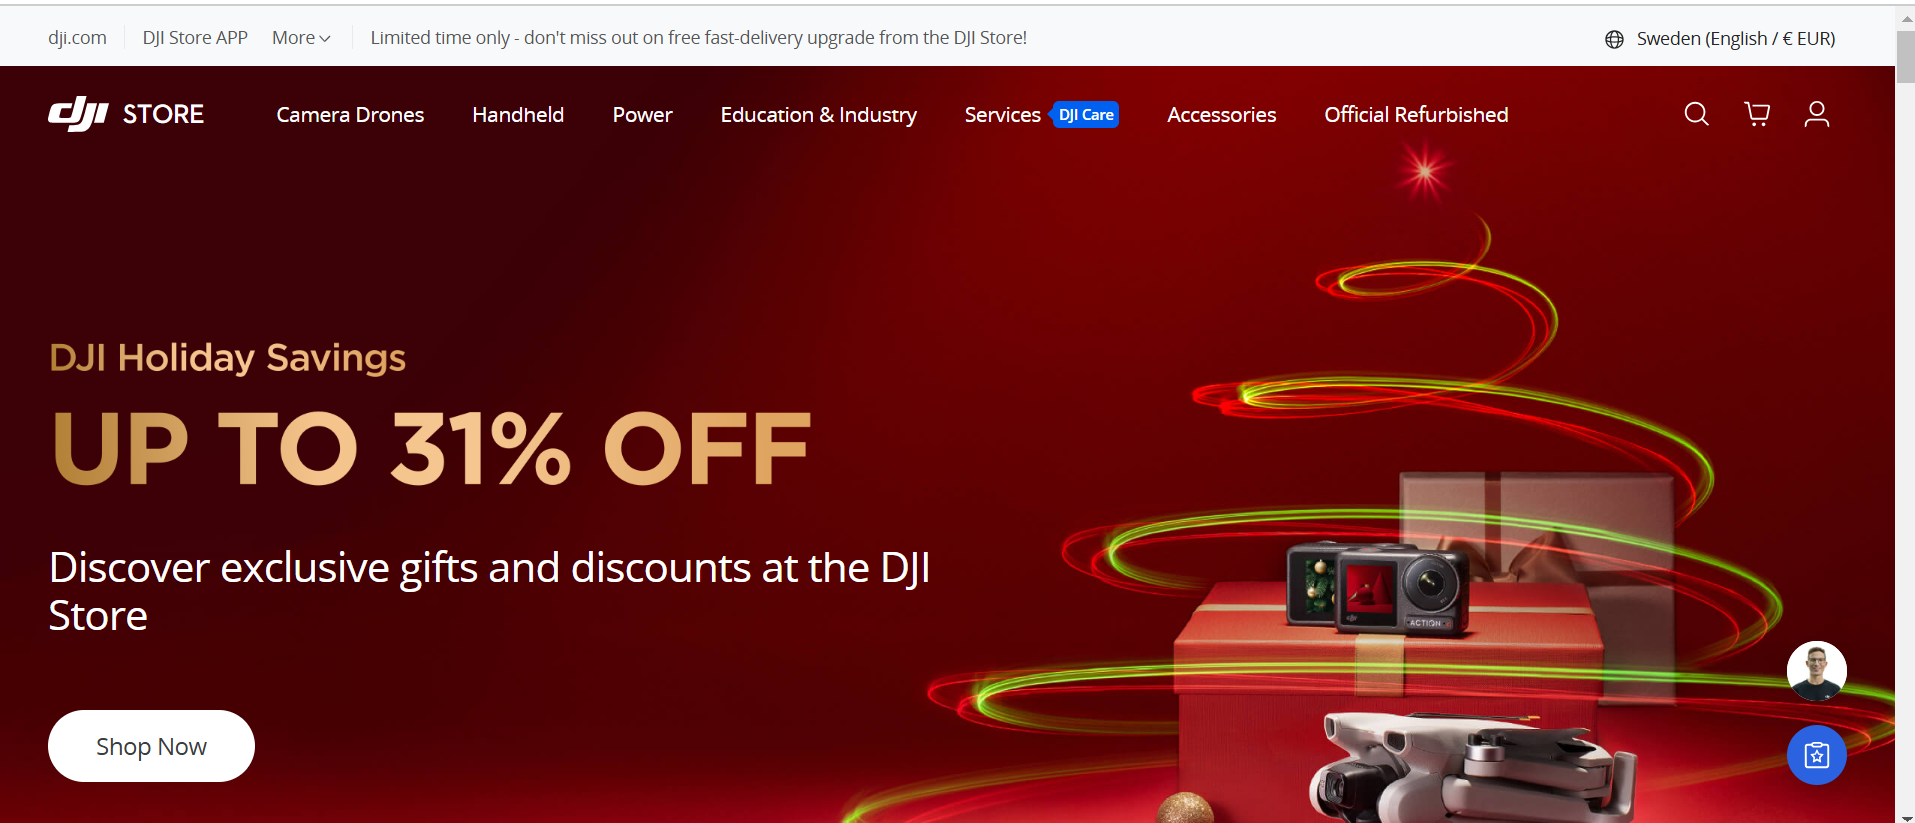 dji.com DJI Store APP More Limited time only - don't miss out on free fast-delivery upgrade from the DJI Store! Sweden (English / € EUR)
dji STORE Camera Drones Handheld Power Education & Industry Services DJI Care Accessories Official Refurbished
DJI Holiday Savings
UP TO 31% OFF
Discover exclusive gifts and discounts at the DJI
Store
ACTION
Shop Now